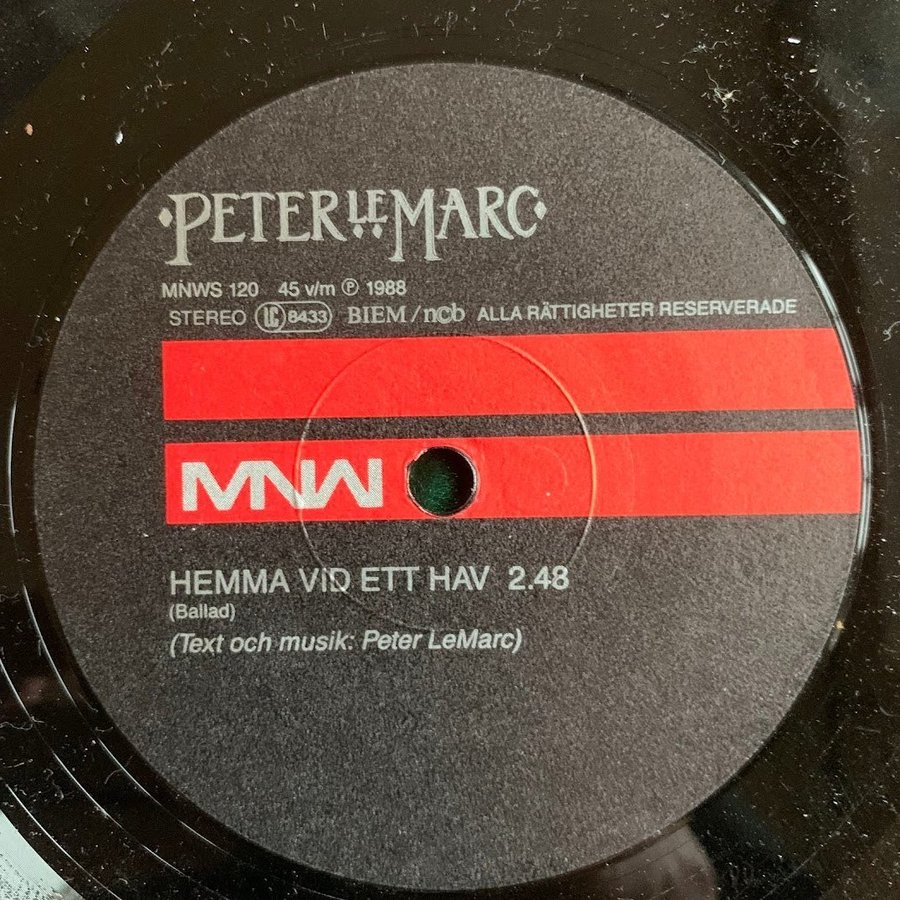 PETER LE MARC
MNWS 120 45 v/m ℗ 1988
STEREO LC 8433 BIEM/ncb ALLA RÄTTIGHETER RESERVERADE
MNW
HEMMA VID ETT HAV 2.48
(Ballad)
(Text och musik: Peter LeMarc)